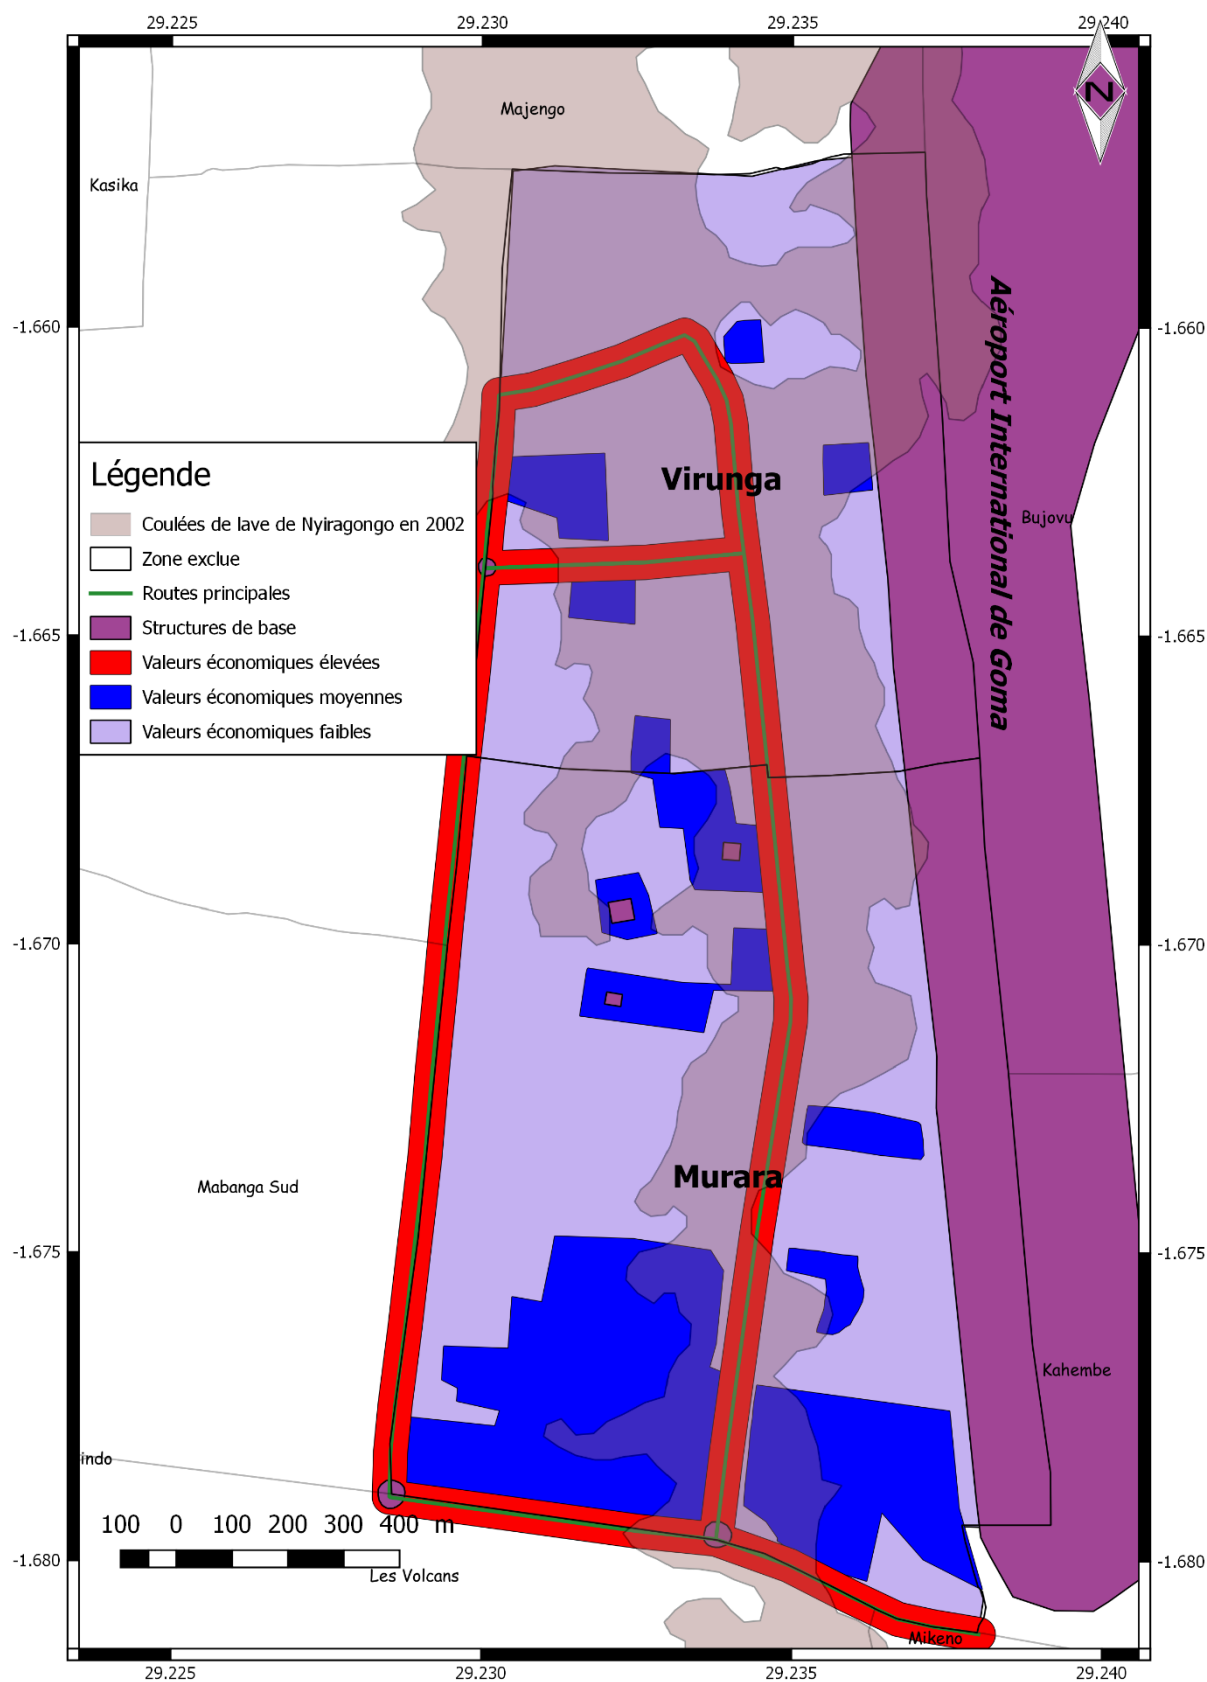 29.225 29.230 29.235 29.240
N
Majengo
Kasika
-1.660 -1.660
Aéroport International de Goma
Légende
Coulées de lave de Nyiragongo en 2002
Zone exclue
Routes principales
Structures de base
Valeurs économiques élevées
Valeurs économiques moyennes
Valeurs économiques faibles
Virunga
Bujovu
-1.665 -1.665
-1.670 -1.670
Mabanga Sud
Murara
-1.675 -1.675
Kahembe
indo
100 0 100 200 300 400 m
-1.680 -1.680
Les Volcans
Mikeno
29.225 29.230 29.235 29.240